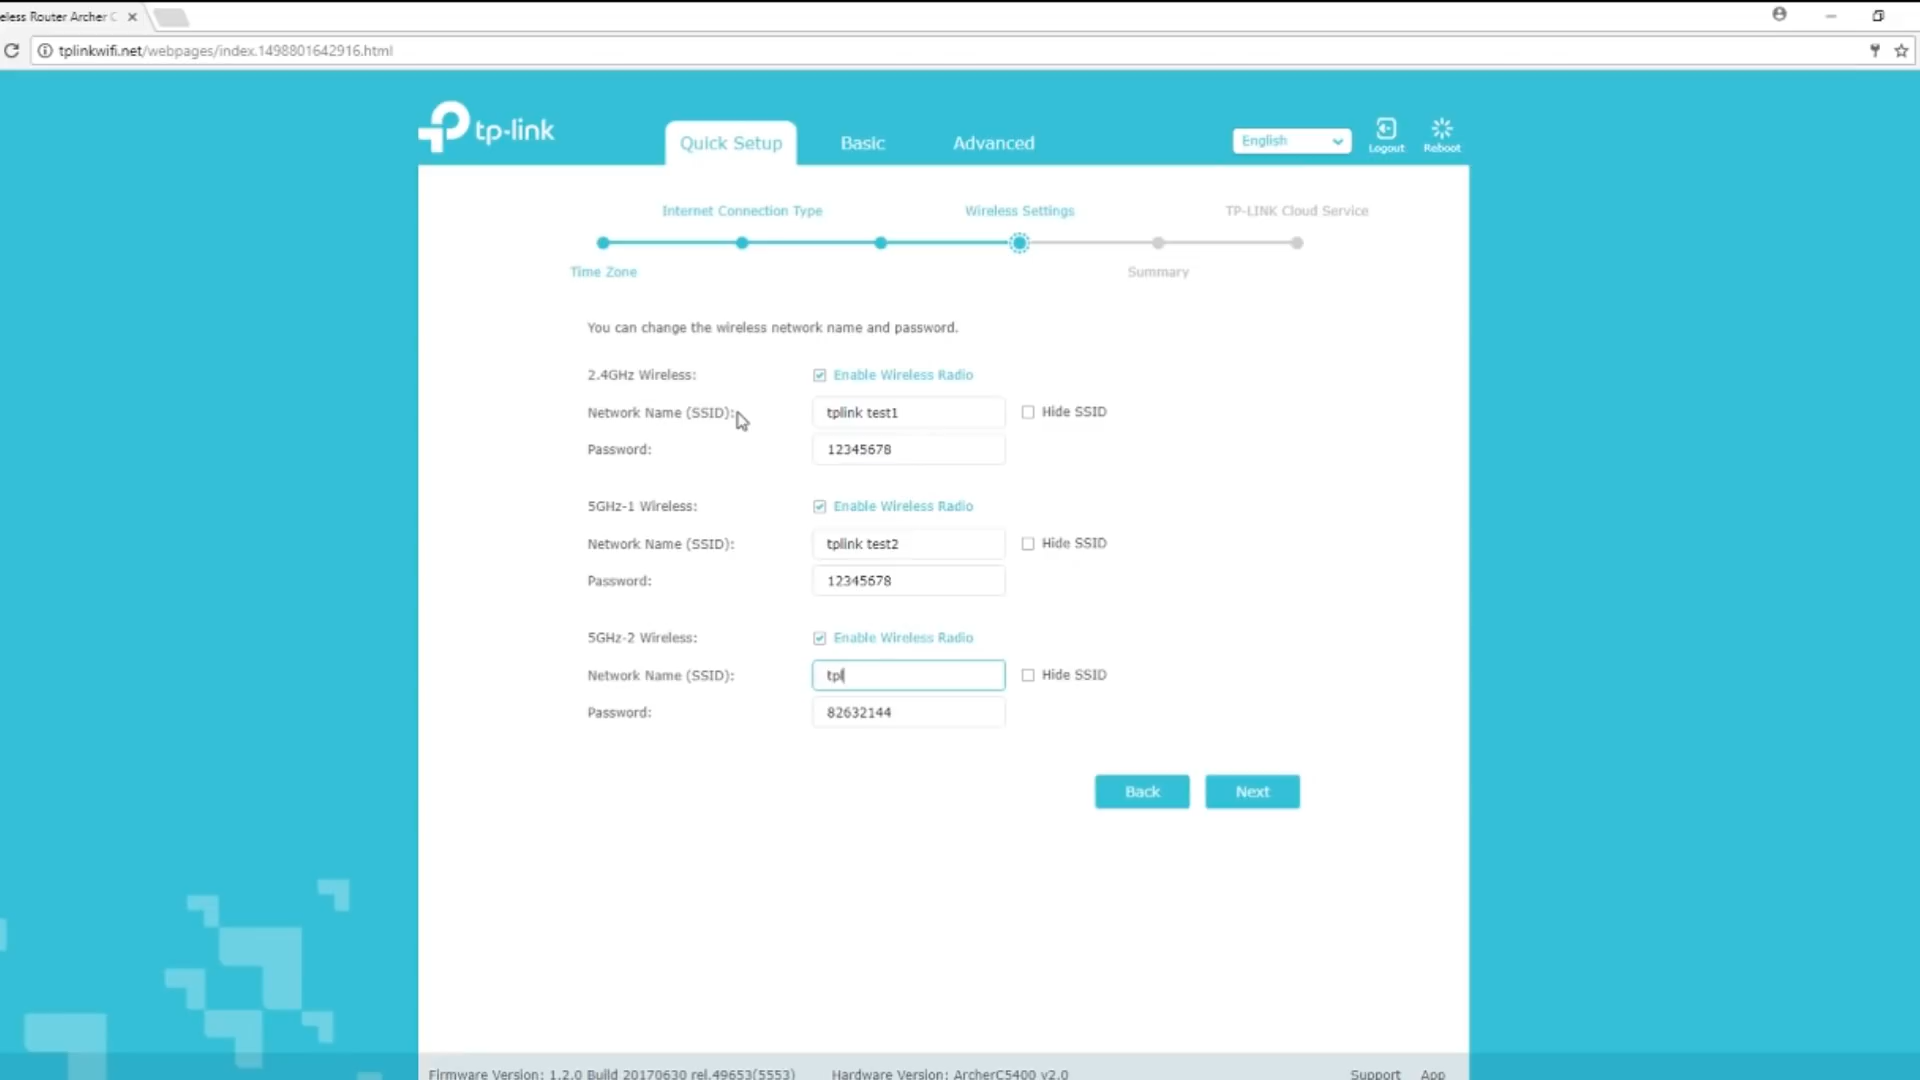 eless Router Archer C
tplinkwifi.net/webpages/index.1498801642916.html
tp-link
Quick Setup
Basic
Advanced
English
Logout
Reboot
Internet Connection Type
Wireless Settings
TP-LINK Cloud Service
Time Zone
Summary
You can change the wireless network name and password.
2.4GHz Wireless:
Enable Wireless Radio
Network Name (SSID):
tplink test1
Hide SSID
Password:
12345678
5GHz-1 Wireless:
Enable Wireless Radio
Network Name (SSID):
tplink test2
Hide SSID
Password:
12345678
5GHz-2 Wireless:
Enable Wireless Radio
Network Name (SSID):
tpl
Hide SSID
Password:
82632144
Back
Next
Firmware Version: 1.2.0 Build 20170630 rel.49653(5553)
Hardware Version: ArcherC5400 v2.0
Support
App